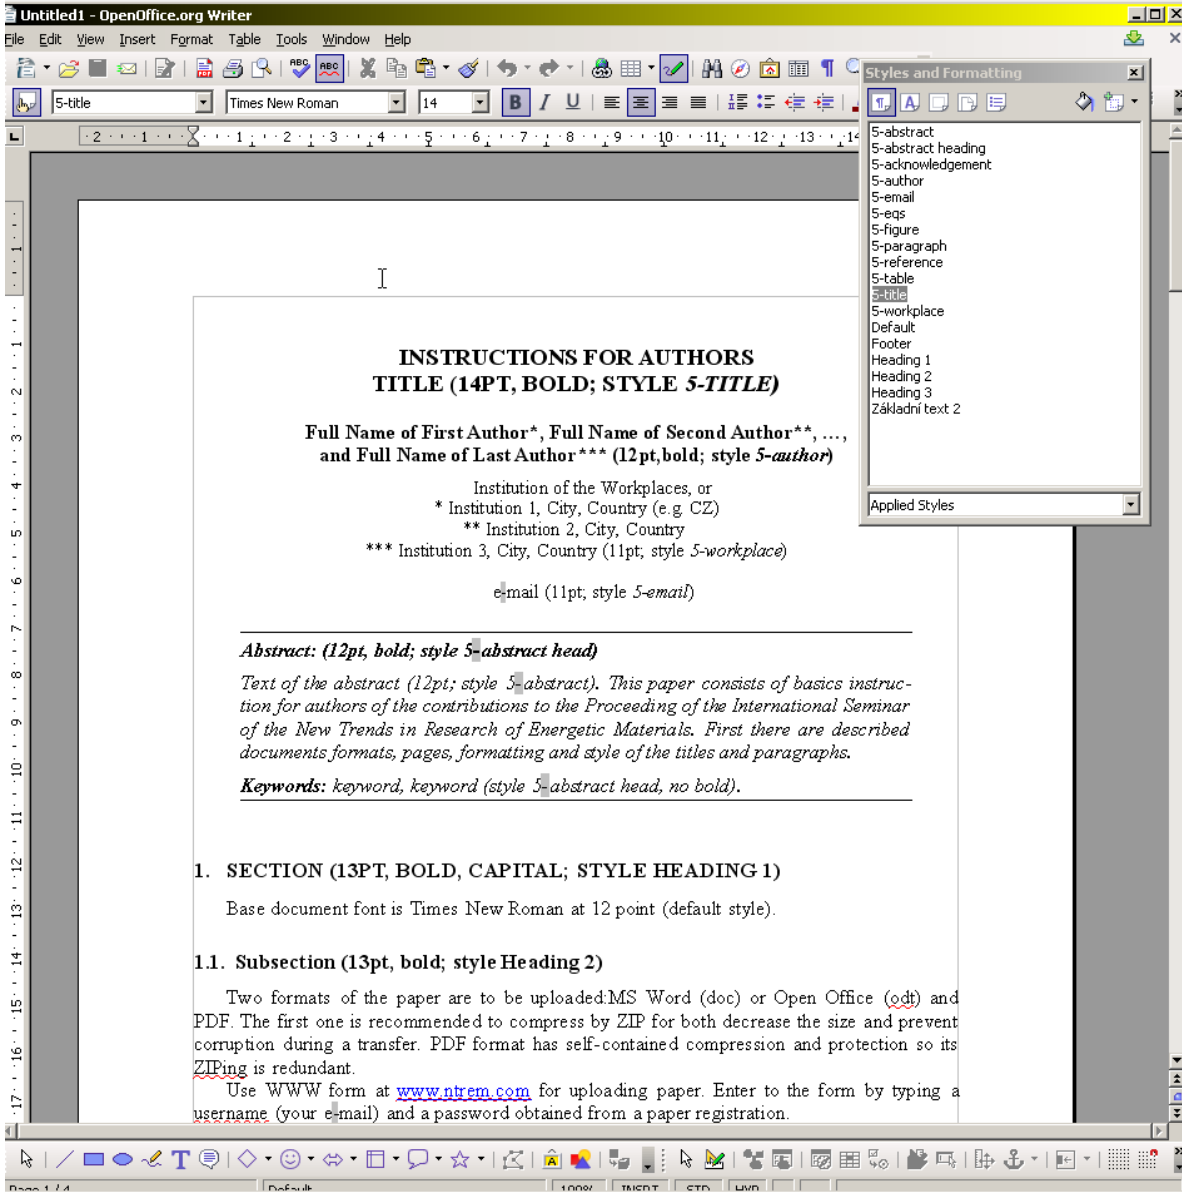 Untitled1 - OpenOffice.org Writer
File Edit View Insert Format Table Tools Window Help
5-title Times New Roman 14 B I U
Styles and Formatting
5-abstract
5-abstract heading
5-acknowledgement
5-author
5-email
5-eqs
5-figure
5-paragraph
5-reference
5-table
5-title
5-workplace
Default
Footer
Heading 1
Heading 2
Heading 3
Základní text 2
Applied Styles
INSTRUCTIONS FOR AUTHORS
TITLE (14PT, BOLD; STYLE 5-TITLE)
Full Name of First Author*, Full Name of Second Author**, ...,
and Full Name of Last Author*** (12pt,bold; style 5-author)
Institution of the Workplaces, or
* Institution 1, City, Country (e.g. CZ)
** Institution 2, City, Country
*** Institution 3, City, Country (11pt; style 5-workplace)
e-mail (11pt; style 5-email)
Abstract: (12pt, bold; style 5-abstract head)
Text of the abstract (12pt; style 5-abstract). This paper consists of basics instruc-
tion for authors of the contributions to the Proceeding of the International Seminar
of the New Trends in Research of Energetic Materials. First there are described
documents formats, pages, formatting and style of the titles and paragraphs.
Keywords: keyword, keyword (style 5-abstract head, no bold).
1. SECTION (13PT, BOLD, CAPITAL; STYLE HEADING 1)
Base document font is Times New Roman at 12 point (default style).
1.1. Subsection (13pt, bold; style Heading 2)
Two formats of the paper are to be uploaded:MS Word (doc) or Open Office (odt) and
PDF. The first one is recommended to compress by ZIP for both decrease the size and prevent
corruption during a transfer. PDF format has self-contained compression and protection so its
ZIPing is redundant.
Use WWW form at www.ntrem.com for uploading paper. Enter to the form by typing a
username (your e-mail) and a password obtained from a paper registration.
Page 1 / 4 Default 100% INSRT STD HYP